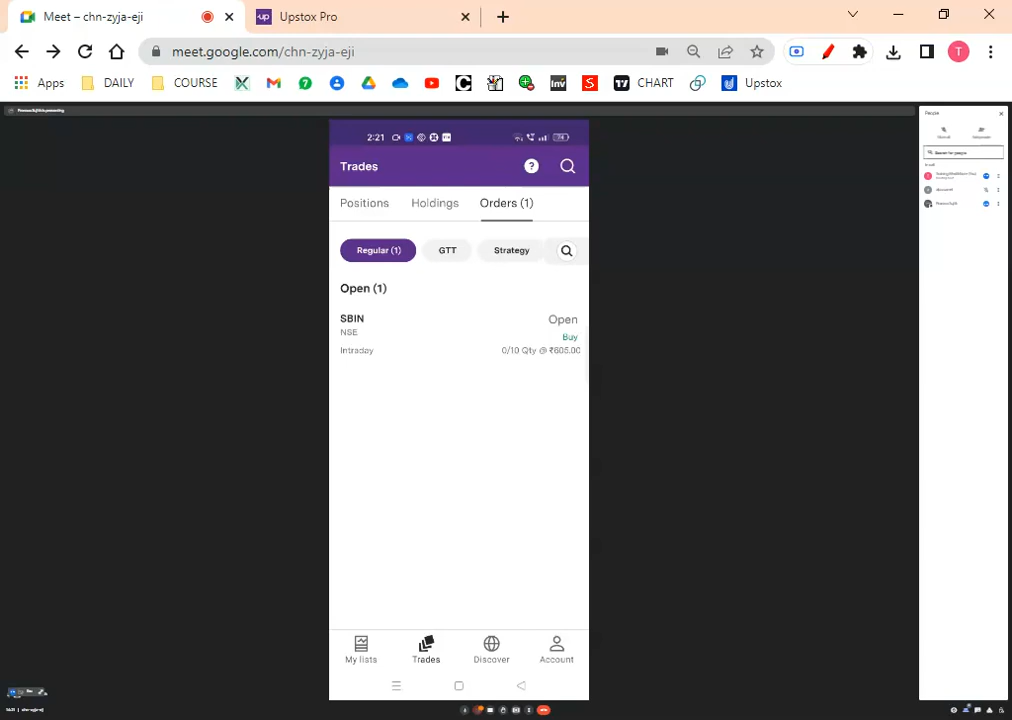 Meet – chn-zyja-eji
Upstox Pro
meet.google.com/chn-zyja-eji
T
Apps
DAILY
COURSE
CHART
Upstox
People
2:21
Trades
Positions
Holdings
Orders (1)
Regular (1)
GTT
Strategy
Open (1)
SBIN
Open
NSE
Buy
Intraday
0/10 Qty @ ₹605.00
My lists
Trades
Discover
Account